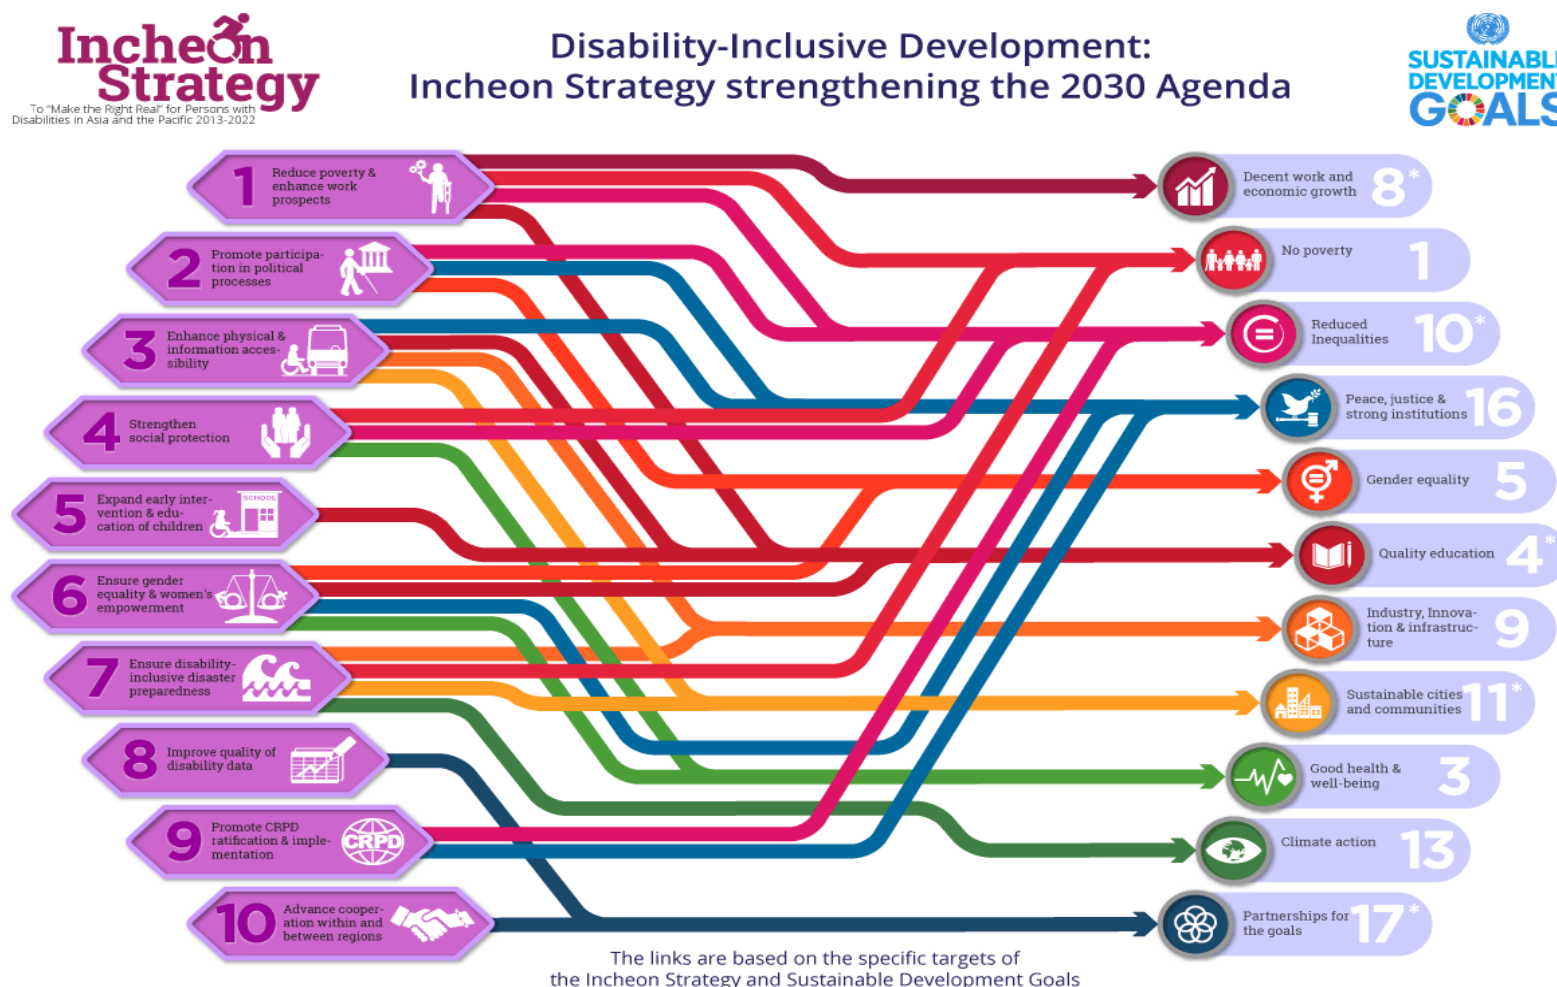 Incheon
Strategy
To “Make the Right Real” for Persons with
Disabilities in Asia and the Pacific 2013-2022
Disability-Inclusive Development:
Incheon Strategy strengthening the 2030 Agenda
SUSTAINABLE
DEVELOPMENT
GOALS
1
Reduce poverty &
enhance work
prospects
2
Promote participa-
tion in political
processes
3
Enhance physical &
information acces-
sibility
4
Strengthen
social protection
5
Expand early inter-
vention & edu-
cation of children
SCHOOL
6
Ensure gender
equality & women's
empowerment
7
Ensure disability-
inclusive disaster
preparedness
8
Improve quality of
disability data
9
Promote CRPD
ratification & imple-
mentation
CRPD
10
Advance cooper-
ation within and
between regions
Decent work and
economic growth
8*
No poverty
1
Reduced
Inequalities
10*
Peace, justice &
strong institutions
16
Gender equality
5
Quality education
4*
Industry, Innova-
tion & infrastruc-
ture
9
Sustainable cities
and communities
11*
Good health &
well-being
3
Climate action
13
Partnerships for
the goals
17*
The links are based on the specific targets of
the Incheon Strategy and Sustainable Development Goals